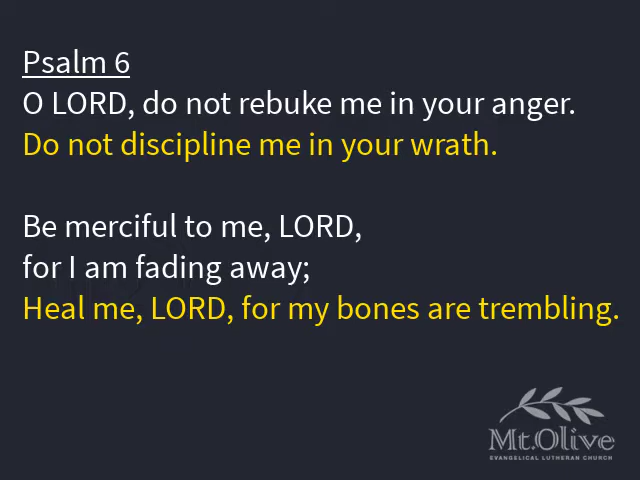 Psalm 6
O LORD, do not rebuke me in your anger.
Do not discipline me in your wrath.
Be merciful to me, LORD,
for I am fading away;
Heal me, LORD, for my bones are trembling.
Mt.Olive
EVANGELICAL LUTHERAN CHURCH